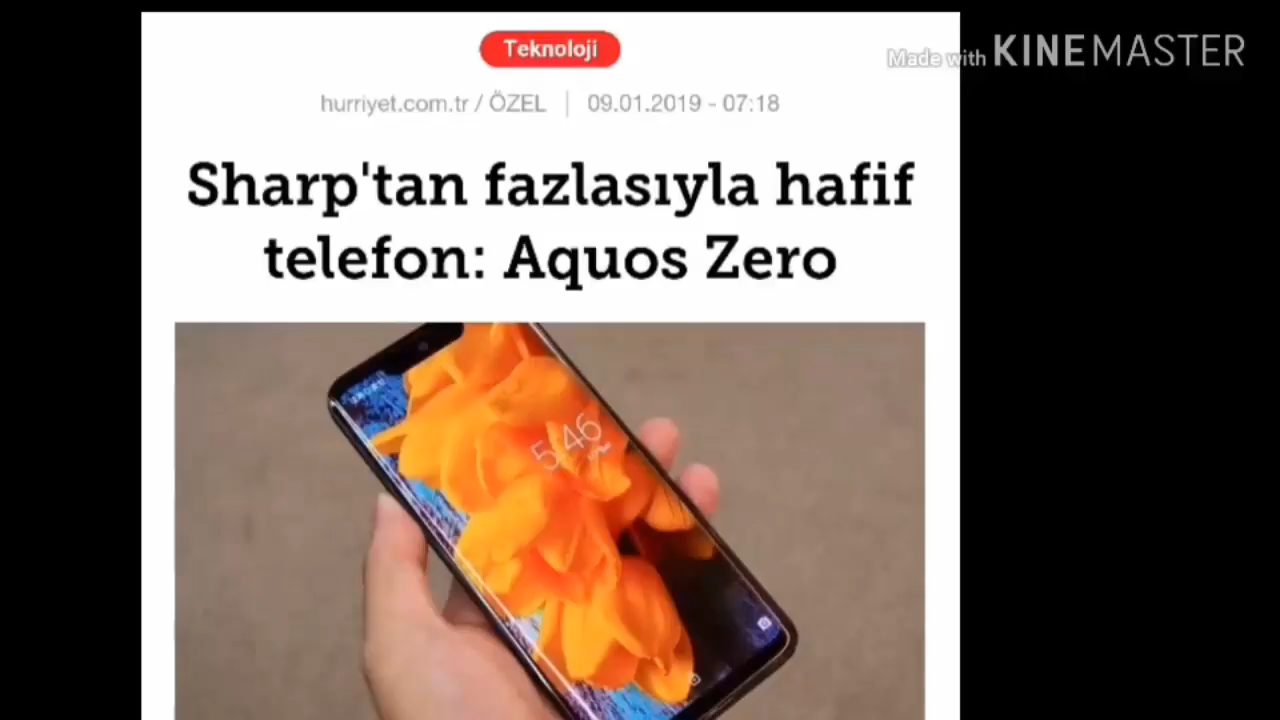 Teknoloji
Made with KINEMASTER
hurriyet.com.tr / ÖZEL | 09.01.2019 - 07:18
Sharp'tan fazlasıyla hafif
telefon: Aquos Zero
5:46